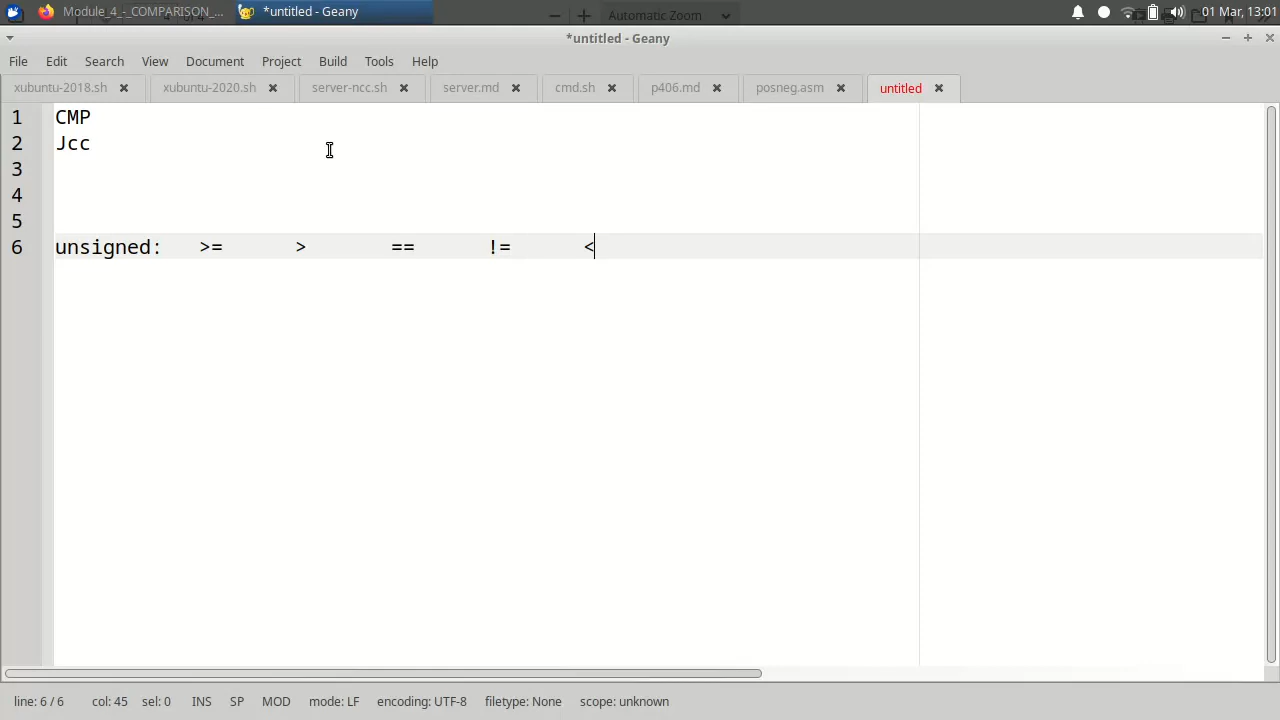 Module_4_-_COMPARISON_...
*untitled - Geany
Automatic Zoom
01 Mar, 13:01
*untitled - Geany
File Edit Search View Document Project Build Tools Help
xubuntu-2018.sh xubuntu-2020.sh server-ncc.sh server.md cmd.sh p406.md posneg.asm untitled
1 CMP
2 Jcc
3
4
5
6 unsigned: >= > == != <
line: 6 / 6 col: 45 sel: 0 INS SP MOD mode: LF encoding: UTF-8 filetype: None scope: unknown